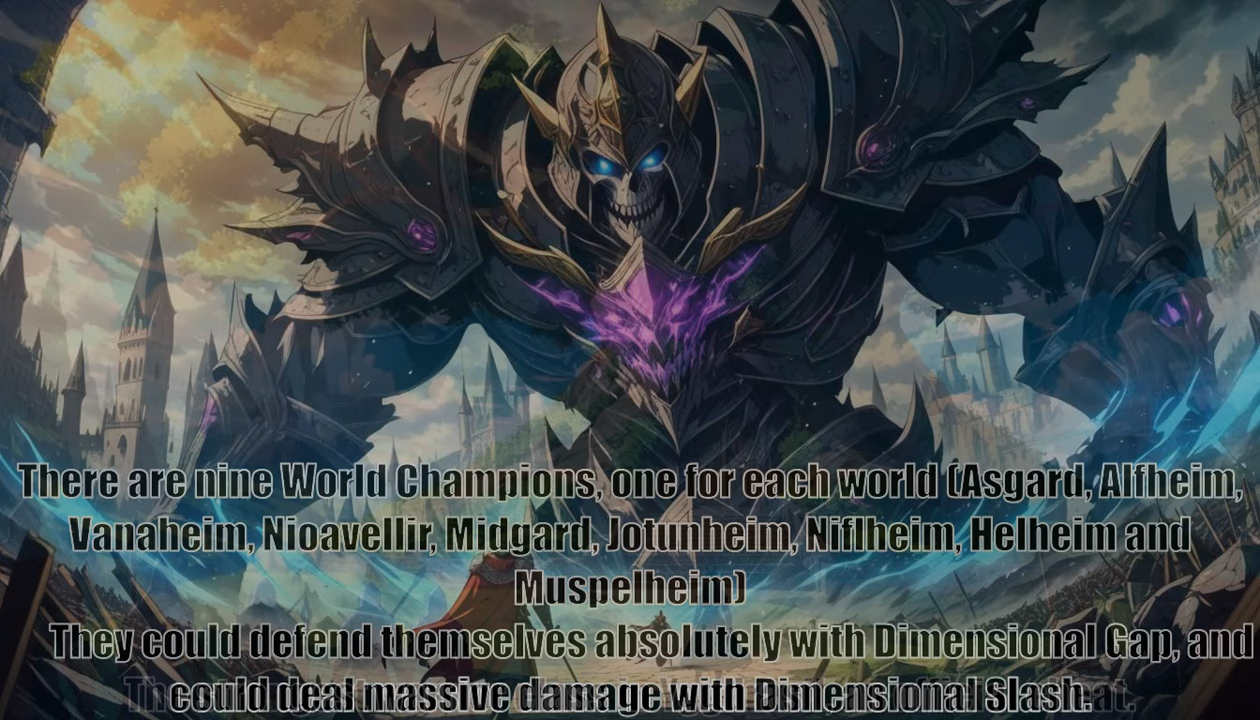 There are nine World Champions, one for each world (Asgard, Alfheim,
Vanaheim, Nioavellir, Midgard, Jotunheim, Niflheim, Helheim and
Muspelheim)
They could defend themselves absolutely with Dimensional Gap, and
could deal massive damage with Dimensional Slash.